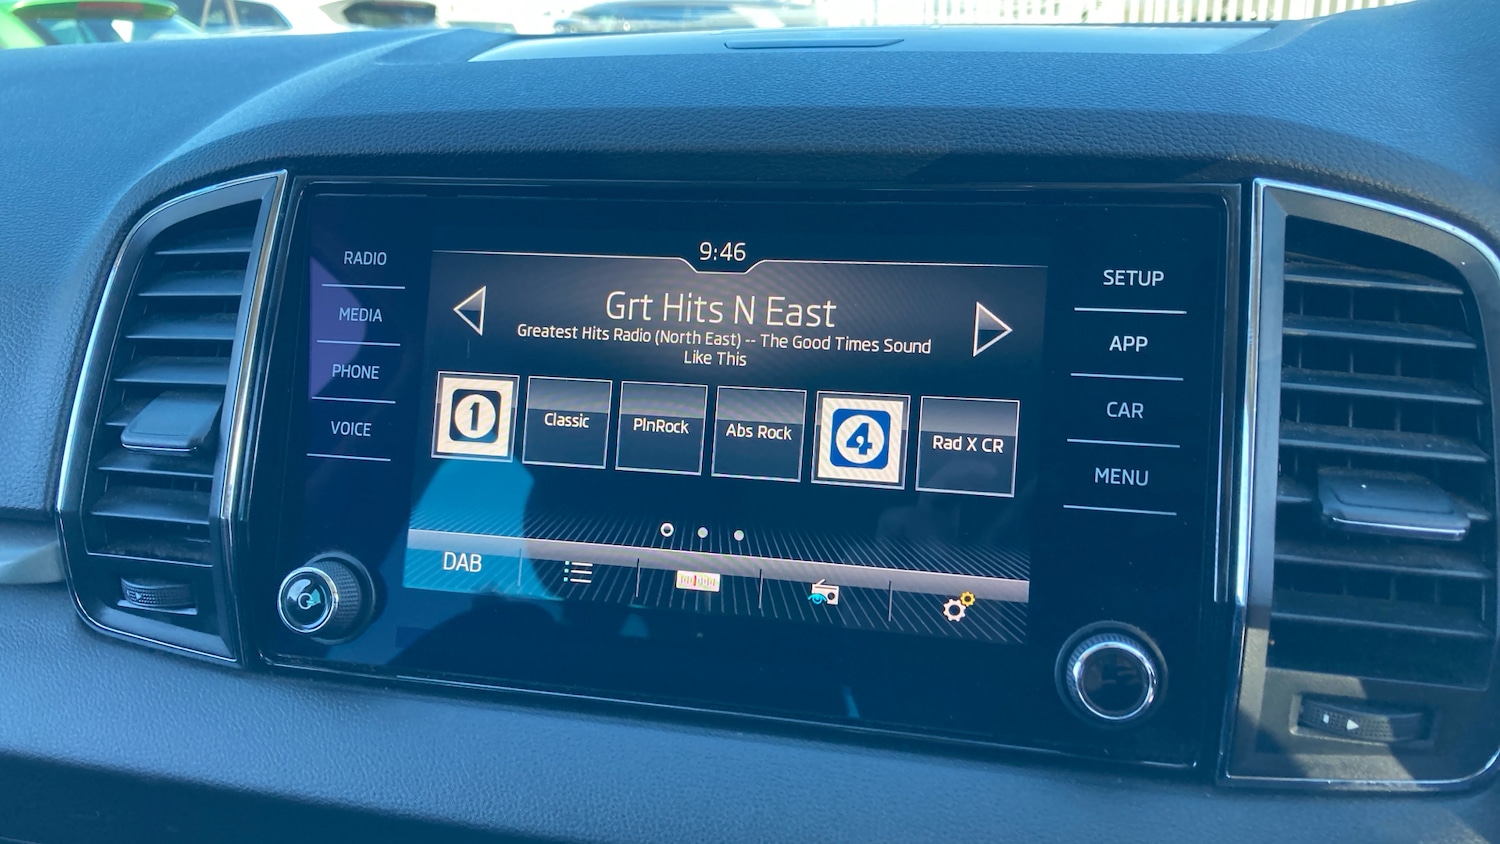 9:46
RADIO
MEDIA
PHONE
VOICE
Grt Hits N East
Greatest Hits Radio (North East) -- The Good Times Sound
Like This
1
Classic
PlnRock
Abs Rock
4
Rad X CR
DAB
SETUP
APP
CAR
MENU